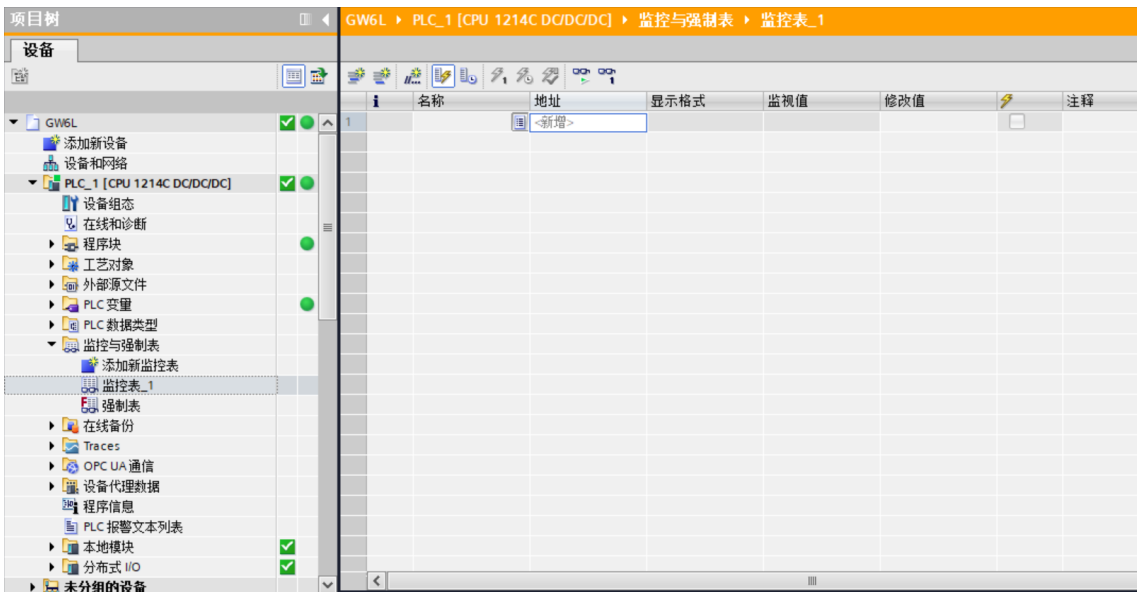 项目树
GW6L PLC_1 [CPU 1214C DC/DC/DC] 监控与强制表 监控表_1
设备
i 名称 地址 显示格式 监视值 修改值 注释
1 <新增>
GW6L
添加新设备
设备和网络
PLC_1 [CPU 1214C DC/DC/DC]
设备组态
在线和诊断
程序块
工艺对象
外部源文件
PLC 变量
PLC 数据类型
监控与强制表
添加新监控表
监控表_1
强制表
在线备份
Traces
OPC UA 通信
设备代理数据
程序信息
PLC 报警文本列表
本地模块
分布式 I/O
未分组的设备